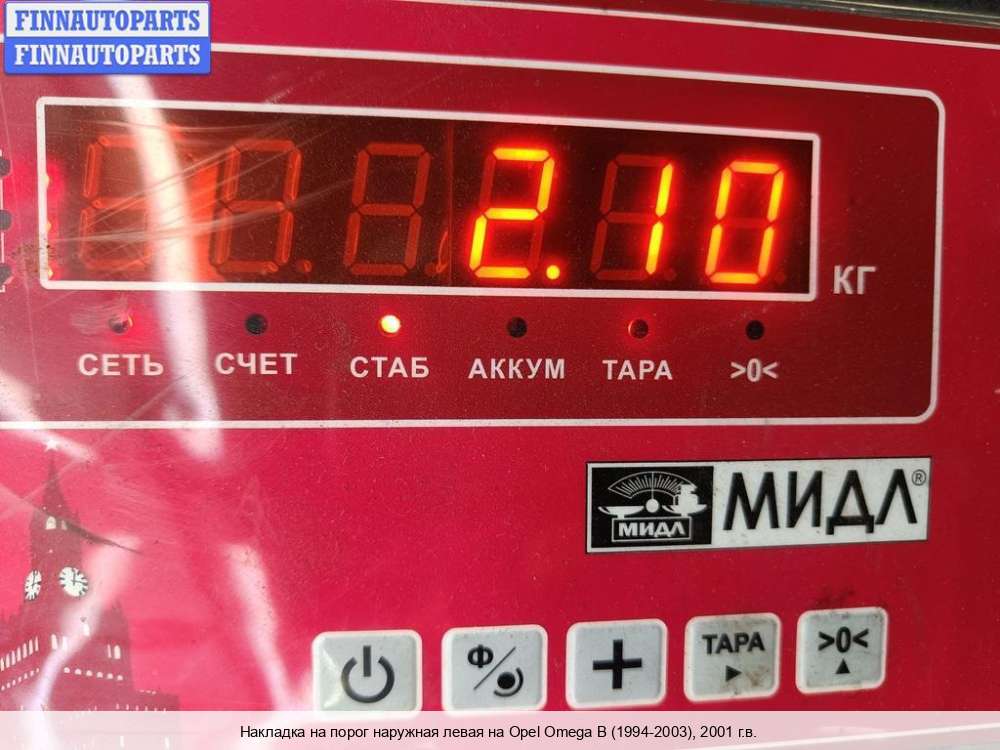 FINNAUTOPARTS
FINNAUTOPARTS
2.10
КГ
СЕТЬ СЧЕТ СТАБ АККУМ ТАРА >0<
МИДЛ МИДЛ®
Ф ТАРА >0<
Накладка на порог наружная левая на Opel Omega B (1994-2003), 2001 г.в.